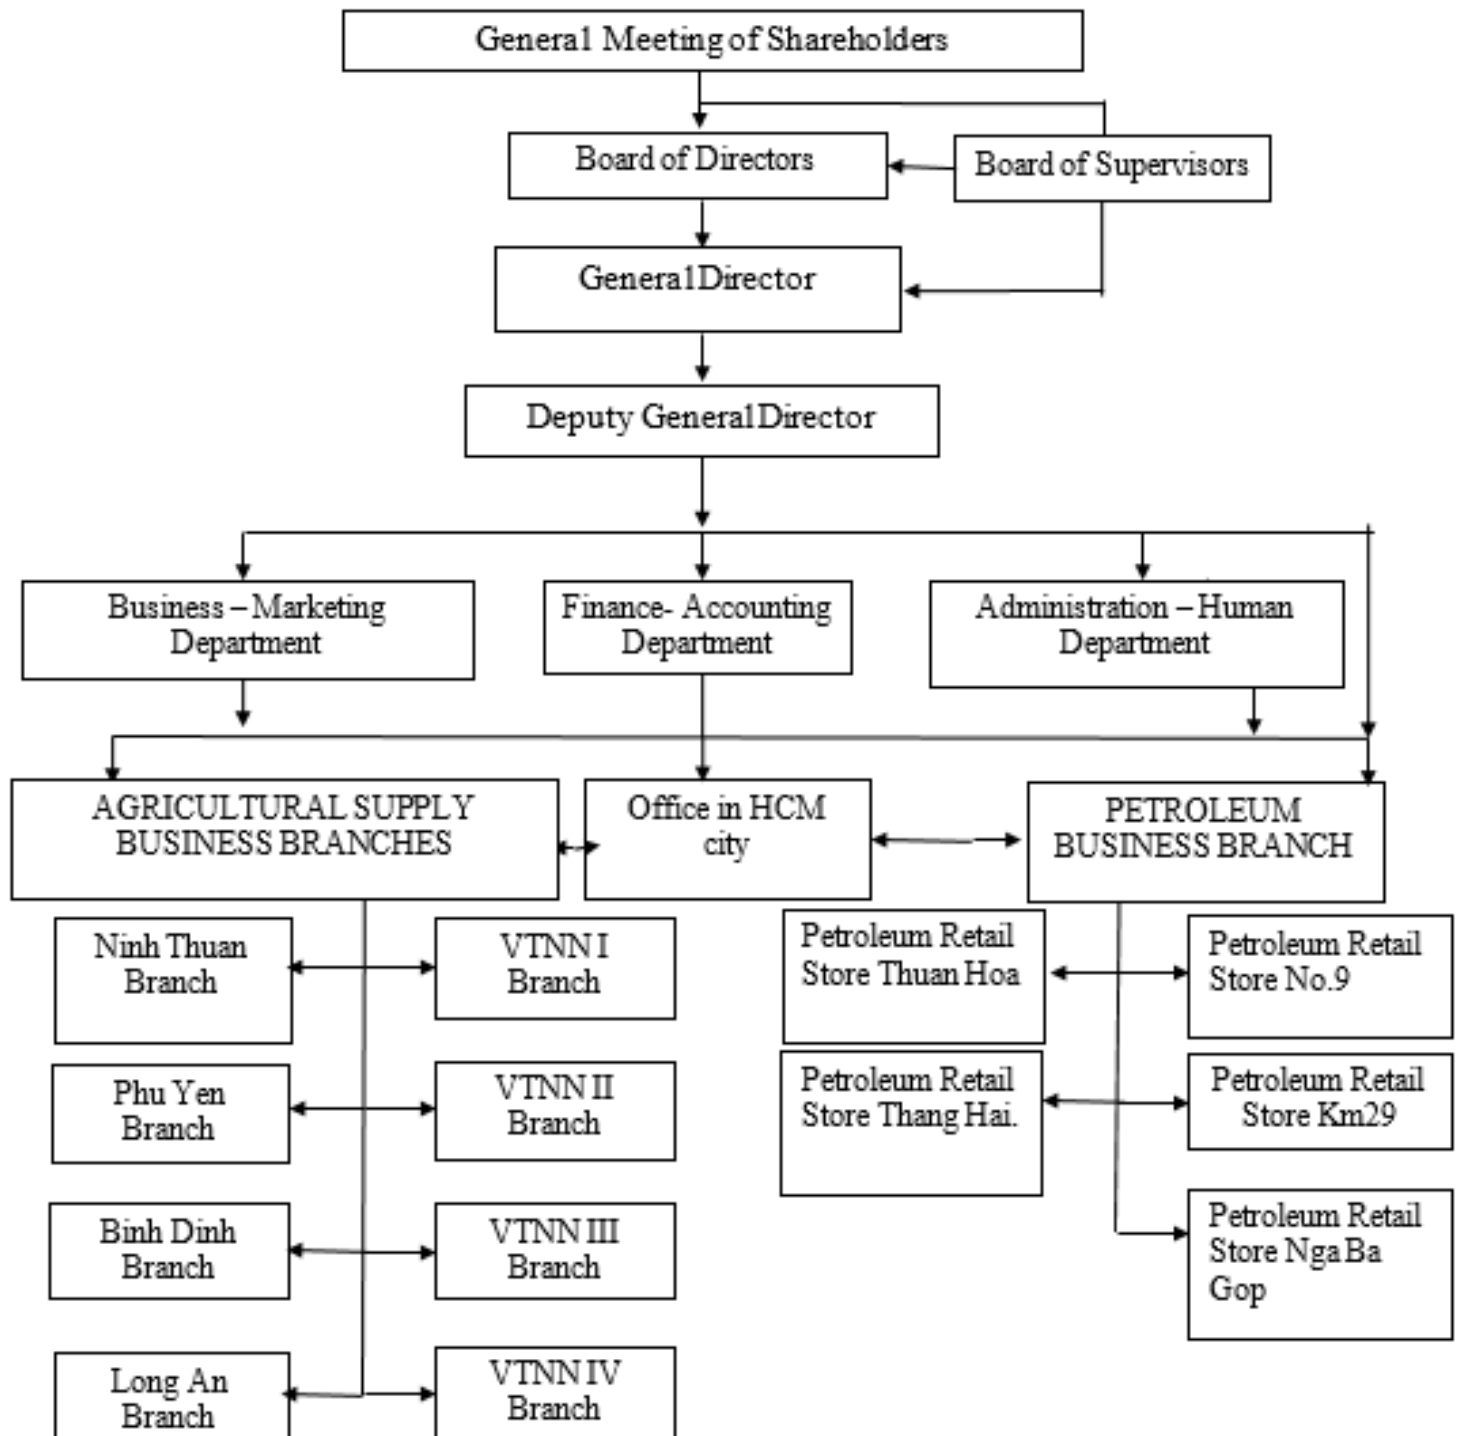 General Meeting of Shareholders
Board of Directors
Board of Supervisors
General Director
Deputy General Director
Business – Marketing
Department
Finance- Accounting
Department
Administration – Human
Department
AGRICULTURAL SUPPLY
BUSINESS BRANCHES
Office in HCM
city
PETROLEUM
BUSINESS BRANCH
Ninh Thuan
Branch
VTNN I
Branch
Petroleum Retail
Store Thuan Hoa
Petroleum Retail
Store No.9
Phu Yen
Branch
VTNN II
Branch
Petroleum Retail
Store Thang Hai.
Petroleum Retail
Store Km29
Binh Dinh
Branch
VTNN III
Branch
Petroleum Retail
Store Nga Ba
Gop
Long An
Branch
VTNN IV
Branch